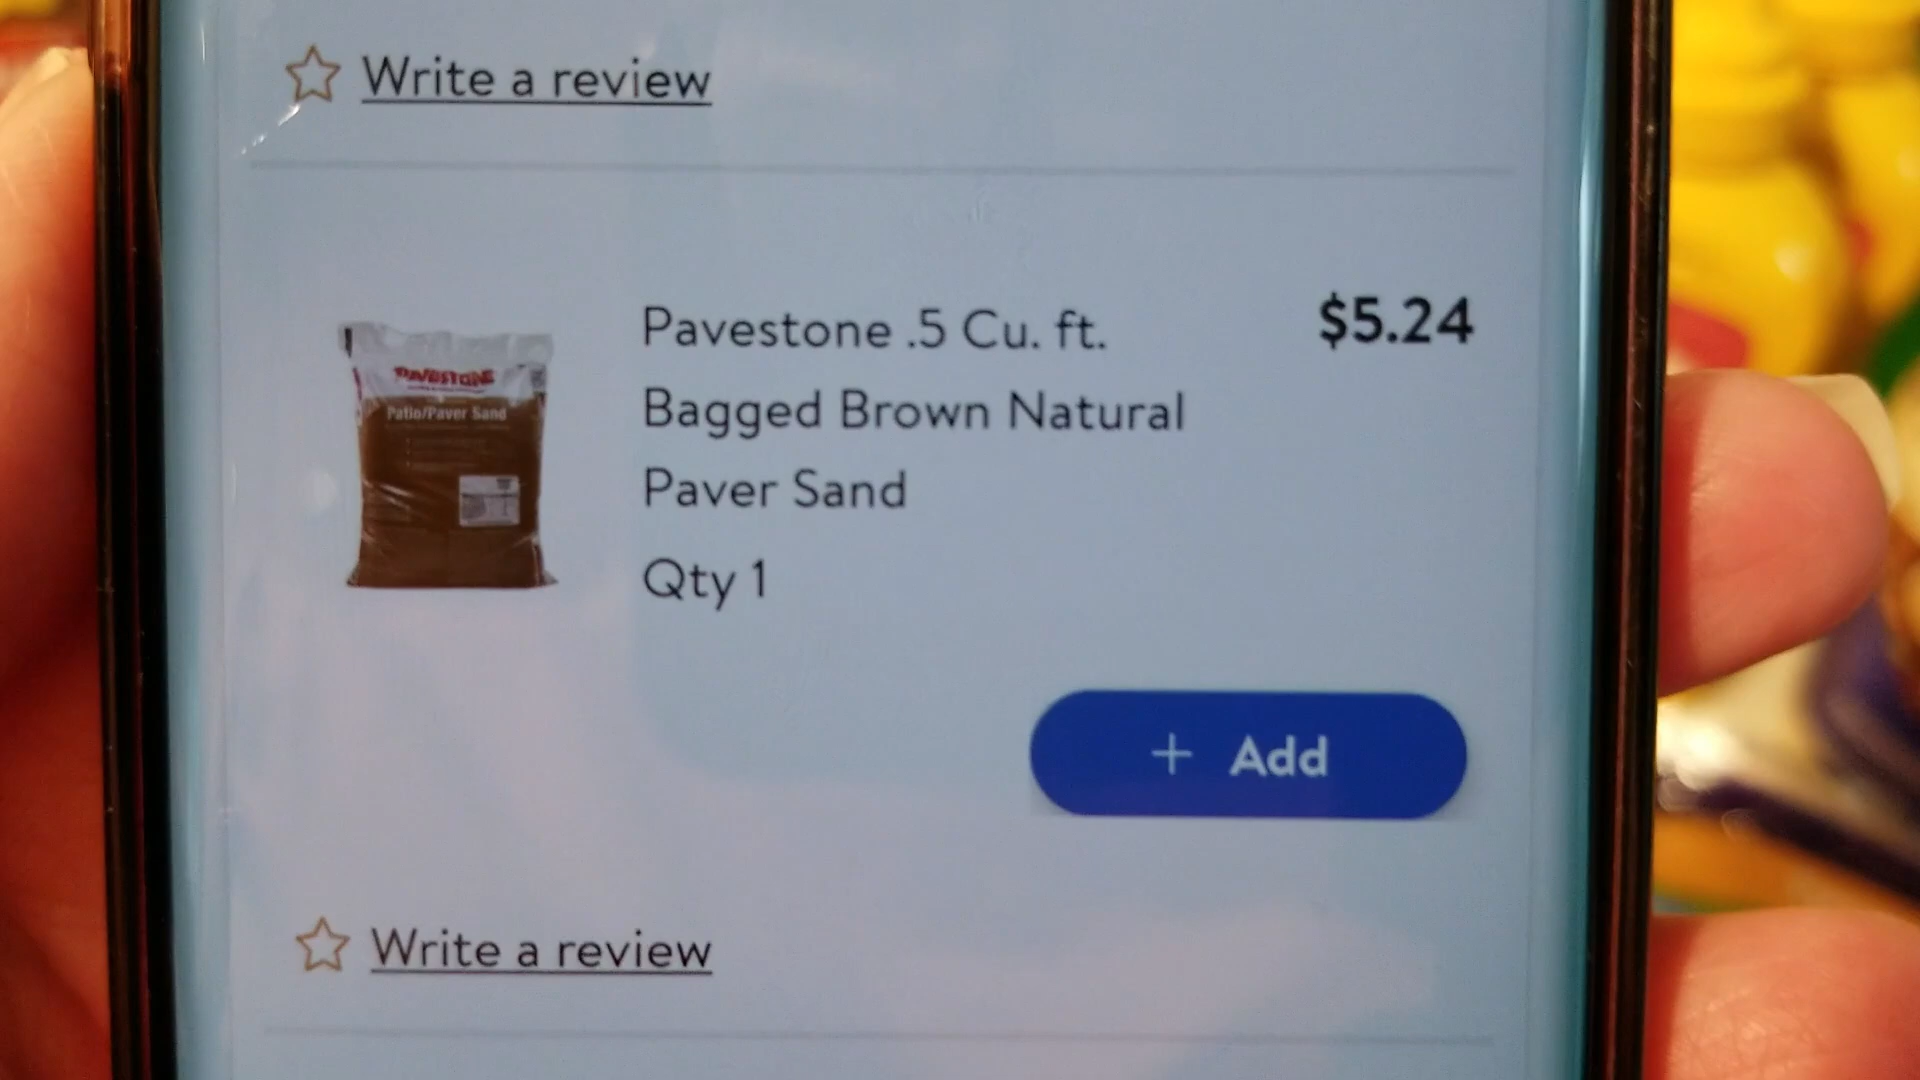 Write a review
Pavestone .5 Cu. ft.
$5.24
Bagged Brown Natural
Paver Sand
Qty 1
PAVESTONE
Patio/Paver Sand
+ Add
Write a review